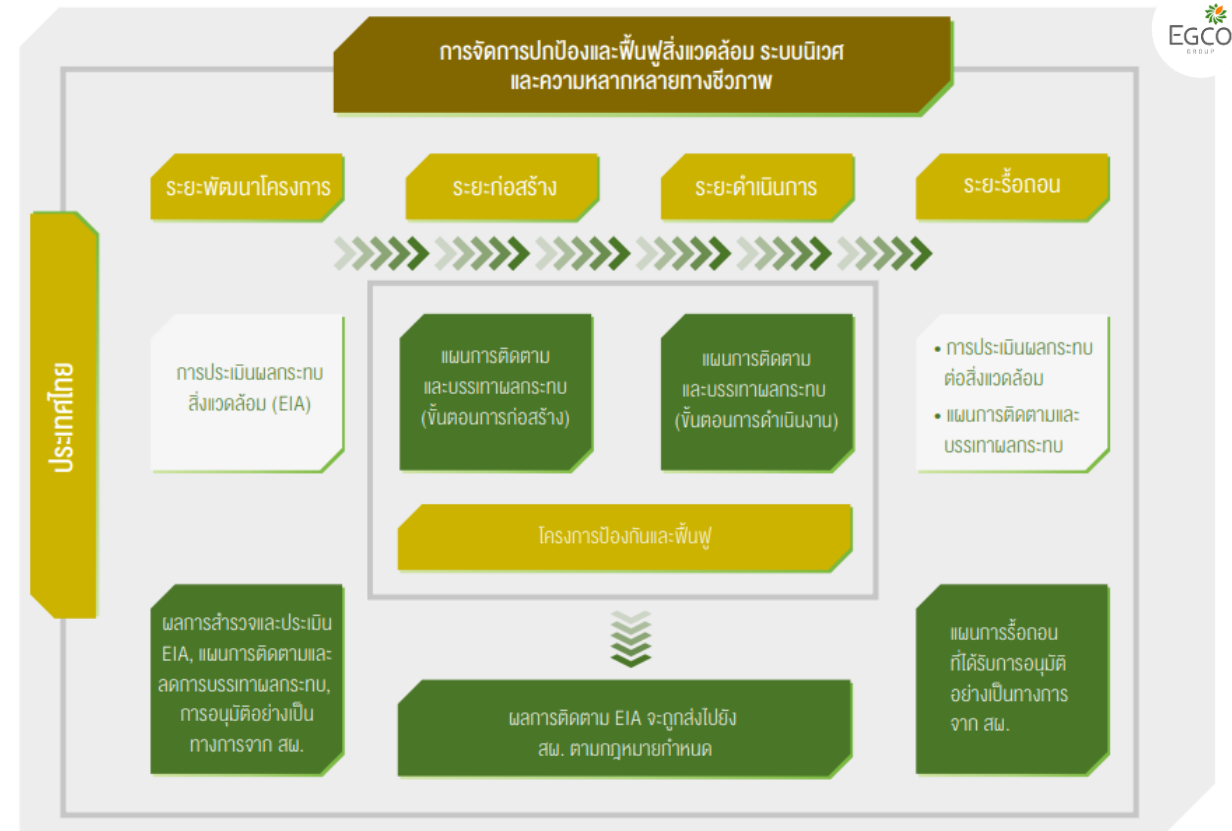 EGCO
GROUP
การจัดการปกป้องและฟื้นฟูสิ่งแวดล้อม ระบบนิเวศ
และความหลากหลายทางชีวภาพ
ประเทศไทย
ระยะพัฒนาโครงการ
ระยะก่อสร้าง
ระยะดำเนินการ
ระยะรื้อถอน
การประเมินผลกระทบ
สิ่งแวดล้อม (EIA)
แผนการติดตาม
และบรรเทาผลกระทบ
(ขั้นตอนการก่อสร้าง)
แผนการติดตาม
และบรรเทาผลกระทบ
(ขั้นตอนการดำเนินงาน)
• การประเมินผลกระทบ
ต่อสิ่งแวดล้อม
• แผนการติดตามและ
บรรเทาผลกระทบ
โครงการป้องกันและฟื้นฟู
ผลการสำรวจและประเมิน
EIA, แผนการติดตามและ
ลดการบรรเทาผลกระทบ,
การอนุมัติอย่างเป็น
ทางการจาก สผ.
ผลการติดตาม EIA จะถูกส่งไปยัง
สผ. ตามกฎหมายกำหนด
แผนการรื้อถอน
ที่ได้รับการอนุมัติ
อย่างเป็นทางการ
จาก สผ.